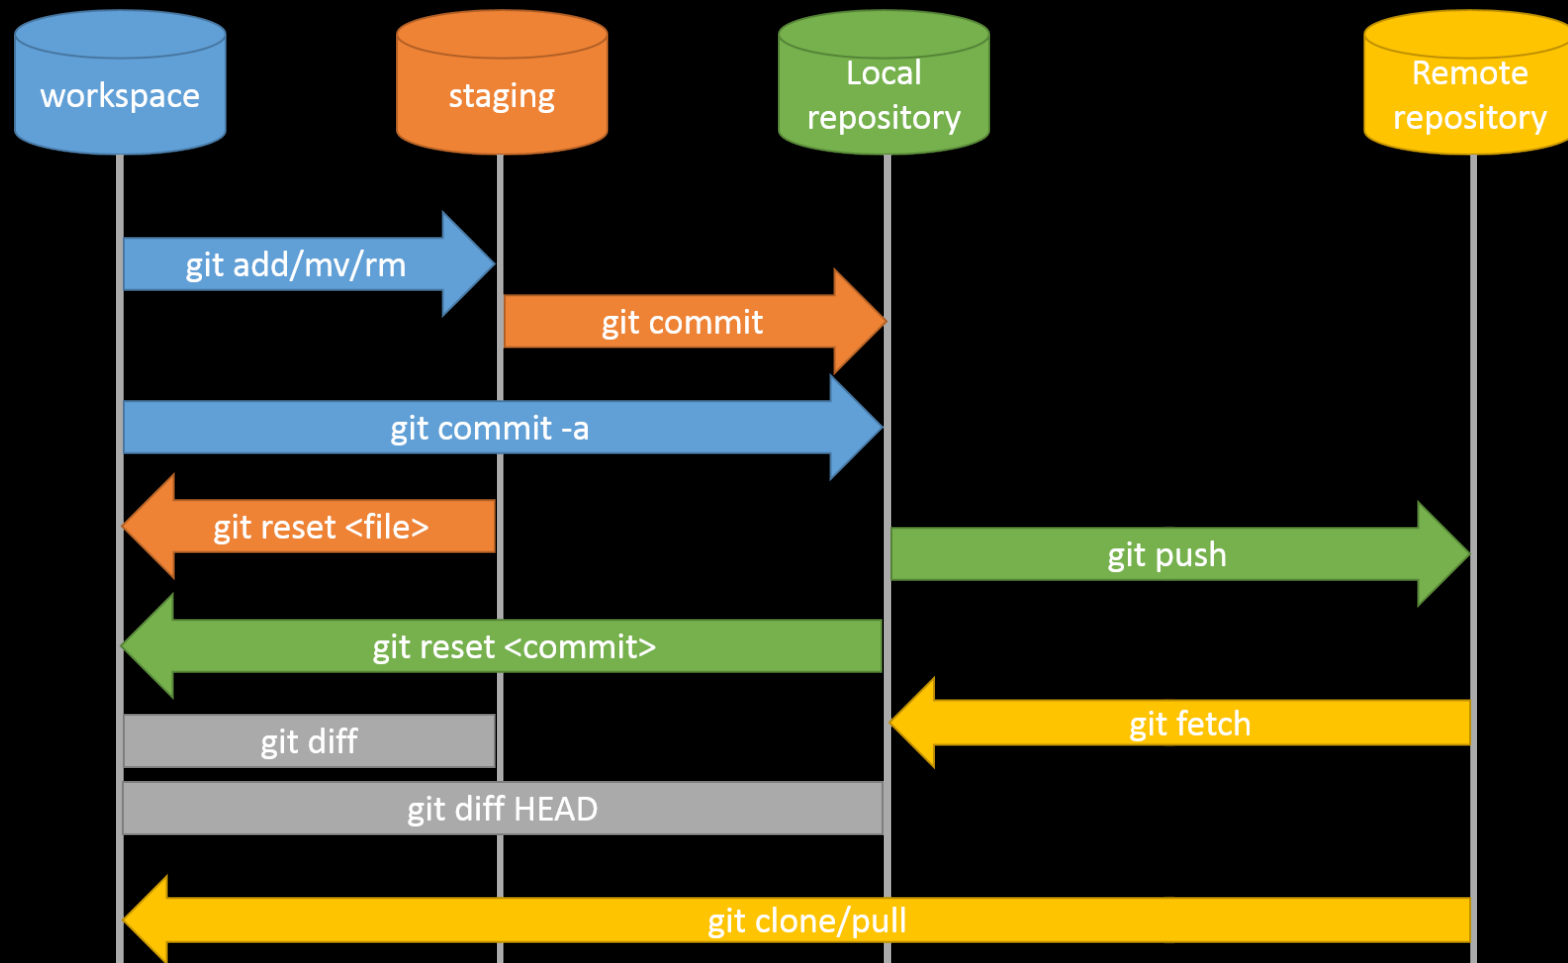 workspace
staging
Local
repository
Remote
repository
git add/mv/rm
git commit
git commit -a
git reset <file>
git push
git reset <commit>
git fetch
git diff
git diff HEAD
git clone/pull